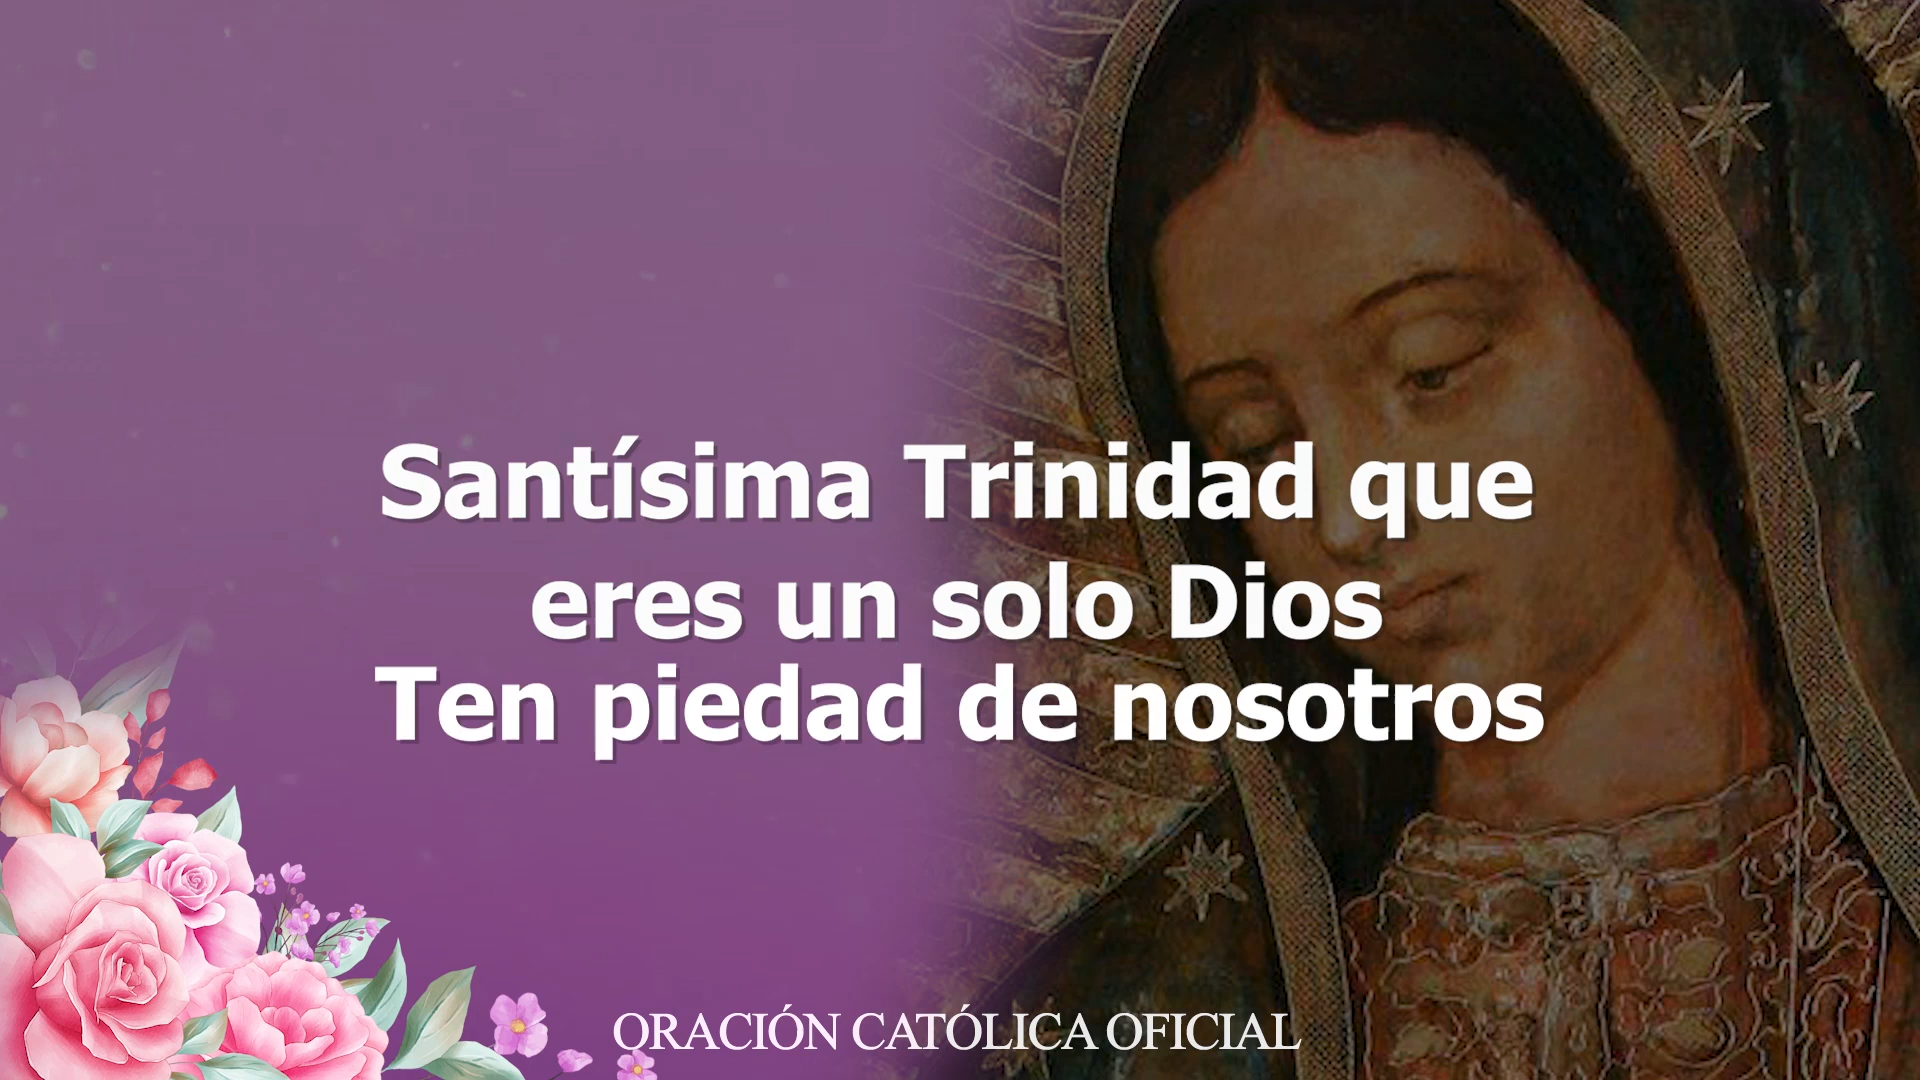 Santísima Trinidad que
eres un solo Dios
Ten piedad de nosotros
ORACIÓN CATÓLICA OFICIAL